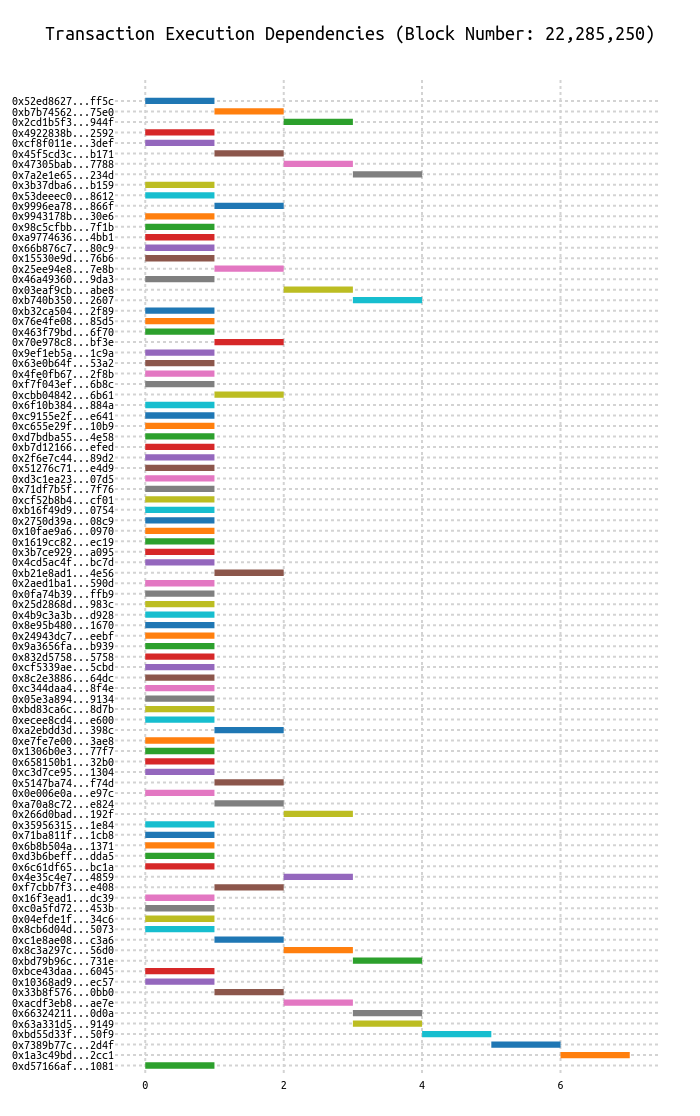 Transaction Execution Dependencies (Block Number: 22,285,250)
0x52ed8627...ff5c
0xb7b74562...75e0
0x2cd1b5f3...944f
0x4922838b...2592
0xcf8f011e...3def
0x45f5cd3c...b171
0x47305bab...7788
0x7a2e1e65...234d
0x3b37dba6...b159
0x53deeec0...8612
0x9996ea78...866f
0x9943178b...30e6
0x98c5cfbb...7f1b
0xa9774636...4bb1
0x66b876c7...80c9
0x15530e9d...76b6
0x25ee94e8...7e8b
0x46a49360...9da3
0x03eaf9cb...abe8
0xb740b350...2607
0xb32ca504...2f89
0x76e4fe08...85d5
0x463f79bd...6f70
0x70e978c8...bf3e
0x9ef1eb5a...1c9a
0x63e0b64f...53a2
0x4fe0fb67...2f8b
0xf7f043ef...6b8c
0xcbb04842...6b61
0x6f10b384...884a
0xc9155e2f...e641
0xc655e29f...10b9
0xd7bdba55...4e58
0xb7d12166...efed
0x2f6e7c44...89d2
0x51276c71...e4d9
0xd3c1ea23...07d5
0x71df7b5f...7f76
0xcf52b8b4...cf01
0xb16f49d9...0754
0x2750d39a...08c9
0x10fae9a6...0970
0x1619cc82...ec19
0x3b7ce929...a095
0x4cd5ac4f...bc7d
0xb21e8ad1...4e56
0x2aed1ba1...590d
0x0fa74b39...ffb9
0x25d2868d...983c
0x4b9c3a3b...d928
0x8e95b480...1670
0x24943dc7...eebf
0x9a3656fa...b939
0x832d5758...5758
0xcf5339ae...5cbd
0x8c2e3886...64dc
0xc344daa4...8f4e
0x05e3a894...9134
0xbd83ca6c...8d7b
0xecee8cd4...e600
0xa2ebdd3d...398c
0xe7fe7e00...3ae8
0x1306b0e3...77f7
0x658150b1...32b0
0xc3d7ce95...1304
0x5147ba74...f74d
0x0e006e0a...e97c
0xa70a8c72...e824
0x266d0bad...192f
0x35956315...1e84
0x71ba811f...1cb8
0x6b8b504a...1371
0xd3b6beff...dda5
0x6c61df65...bc1a
0x4e35c4e7...4859
0xf7cbb7f3...e408
0x16f3ead1...dc39
0xc0a5fd72...453b
0x04efde1f...34c6
0x8cb6d04d...5073
0xc1e8ae08...c3a6
0x8c3a297c...56d0
0xbd79b96c...731e
0xbce43daa...6045
0x10368ad9...ec57
0x33b8f576...0bb0
0xacdf3eb8...ae7e
0x66324211...0d0a
0x63a331d5...9149
0xbd55d33f...50f9
0x7389b77c...2d4f
0x1a3c49bd...2cc1
0xd57166af...1081
0 2 4 6